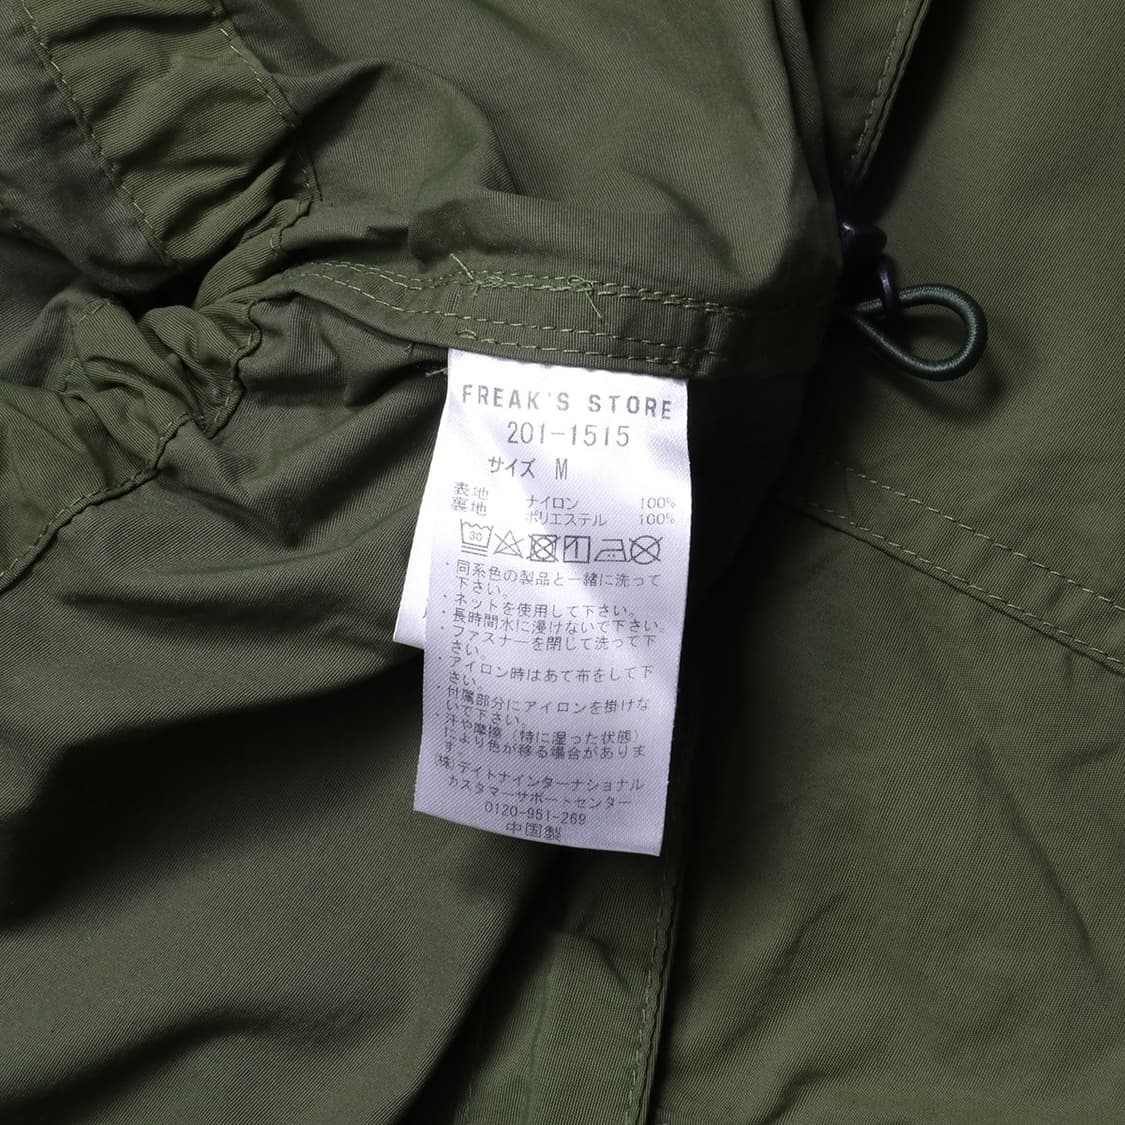 FREAK'S STORE
201-1515
サイズ M
表地 ナイロン 100%
裏地 ポリエステル 100%
30
・同系色の製品と一緒に洗って
下さい。
・ネットを使用して下さい。
・長時間水に浸けないで下さい。
・ファスナーを閉じて洗って下
さい。
・アイロン時はあて布をして下
さい。
・付属部分にアイロンを掛けな
いで下さい。
・汗や摩擦(特に湿った状態)
により色が移る場合がありま
す。
(株)デイトナインターナショナル
カスタマーサポートセンター
0120-951-269
中国製